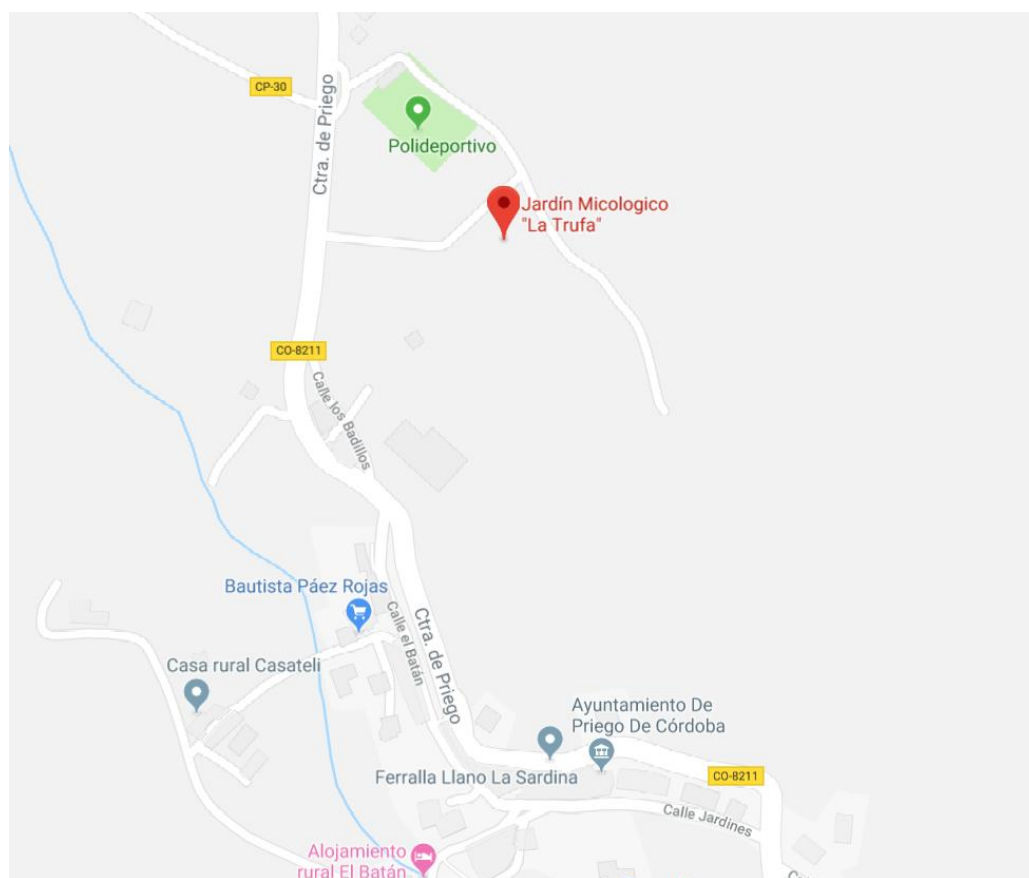 CP-30
Ctra. de Priego
Polideportivo
Jardín Micologico
"La Trufa"
CO-8211
Calle los Badillos
Bautista Páez Rojas
Calle el Batán
Ctra. de Priego
Casa rural Casateli
Ayuntamiento De
Priego De Córdoba
Ferralla Llano La Sardina
CO-8211
Calle Jardines
Alojamiento
rural El Batán